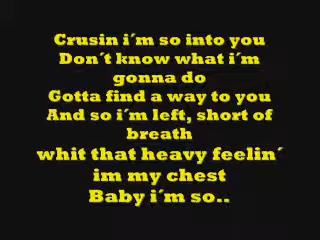 Crusin i´m so into you
Don´t know what i´m
gonna do
Gotta find a way to you
And so i´m left, short of
breath
whit that heavy feelin´
im my chest
Baby i´m so..